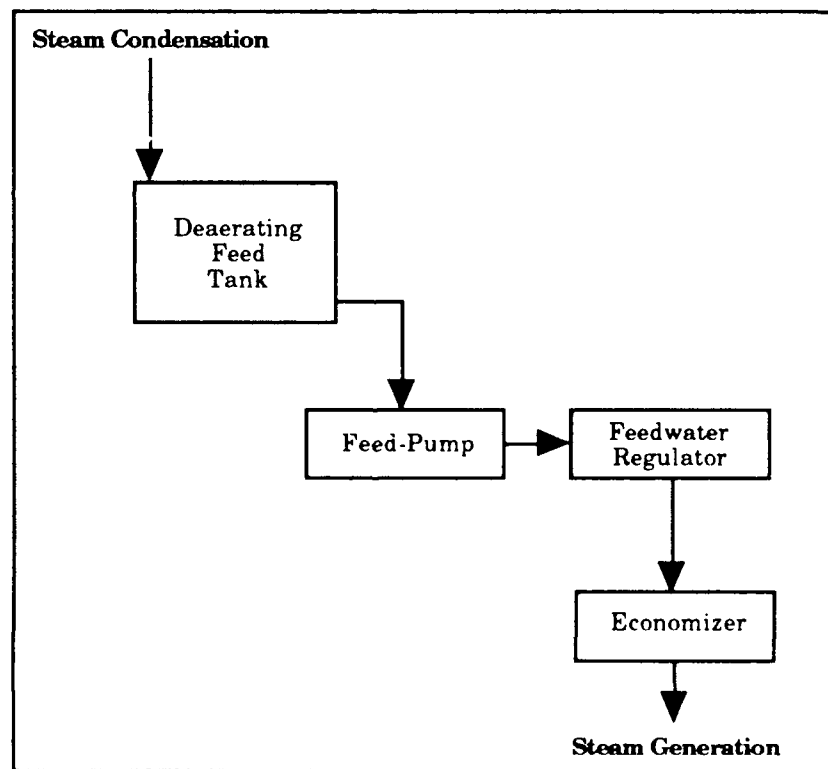 Steam Condensation
Deaerating
Feed
Tank
Feed-Pump
Feedwater
Regulator
Economizer
Steam Generation